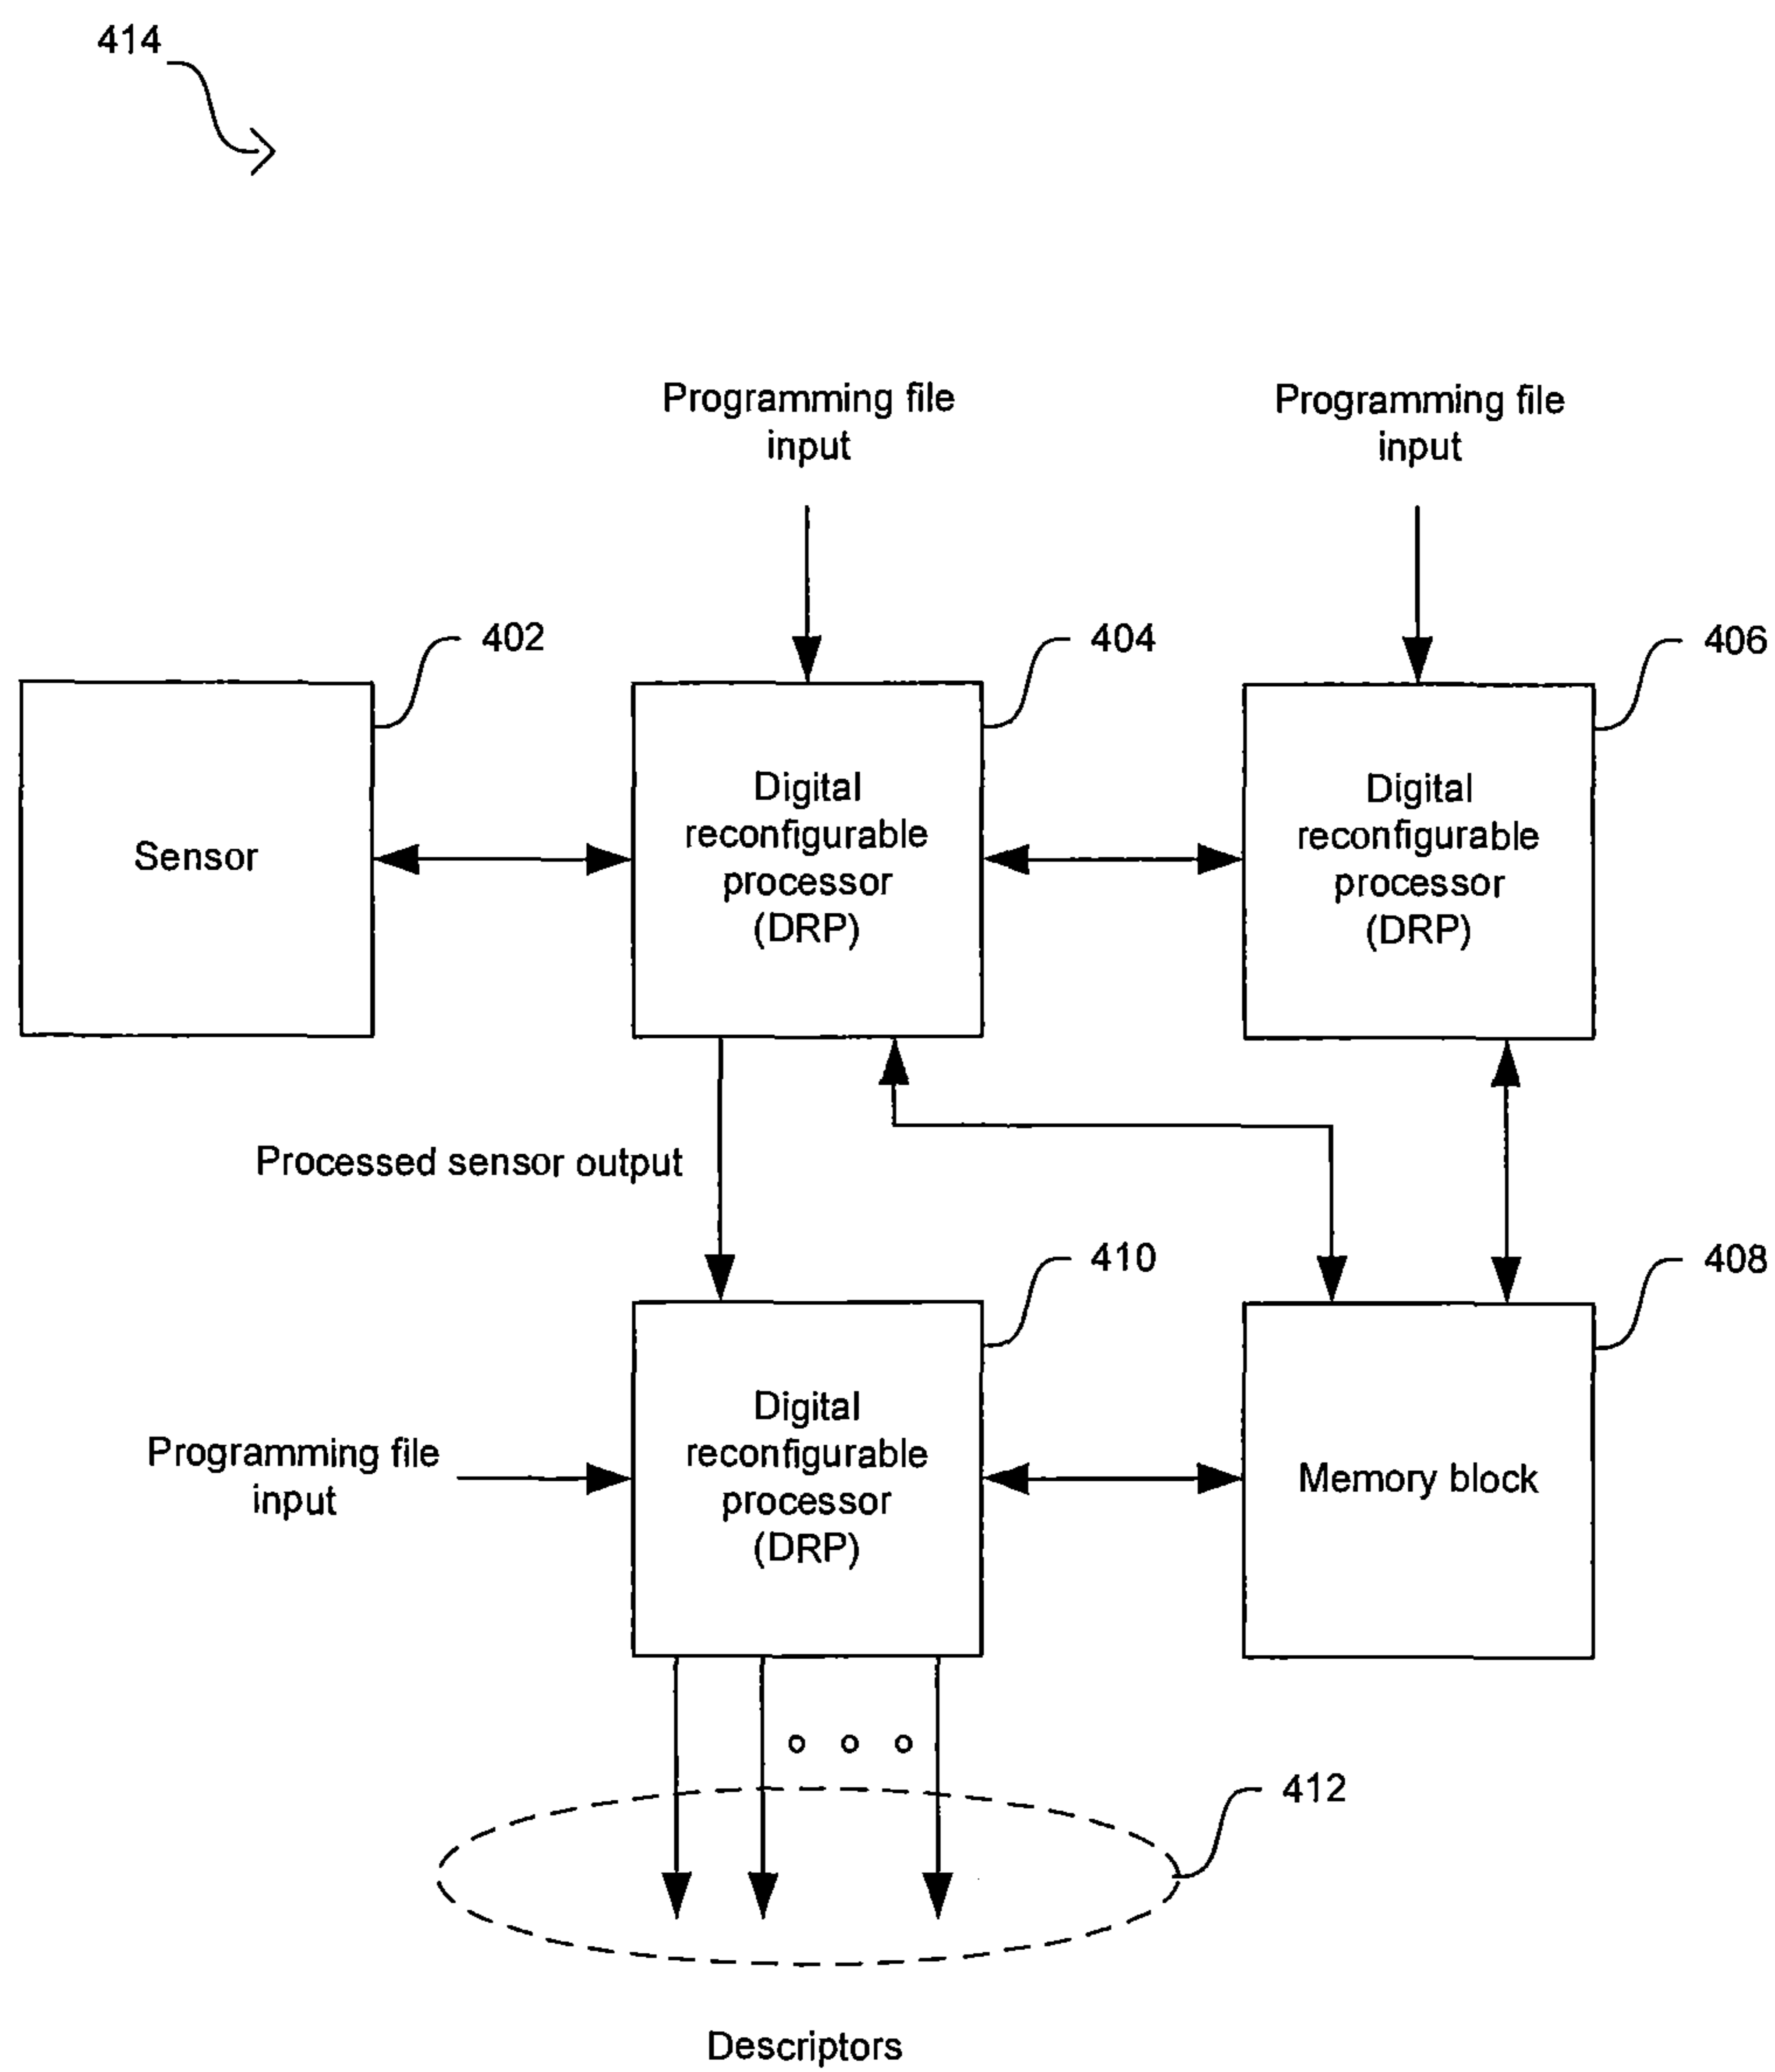 414
Programming file
input
Programming file
input
402
404
406
Sensor
Digital
reconfigurable
processor
(DRP)
Digital
reconfigurable
processor
(DRP)
Processed sensor output
410
408
Programming file
input
Digital
reconfigurable
processor
(DRP)
Memory block
412
Descriptors